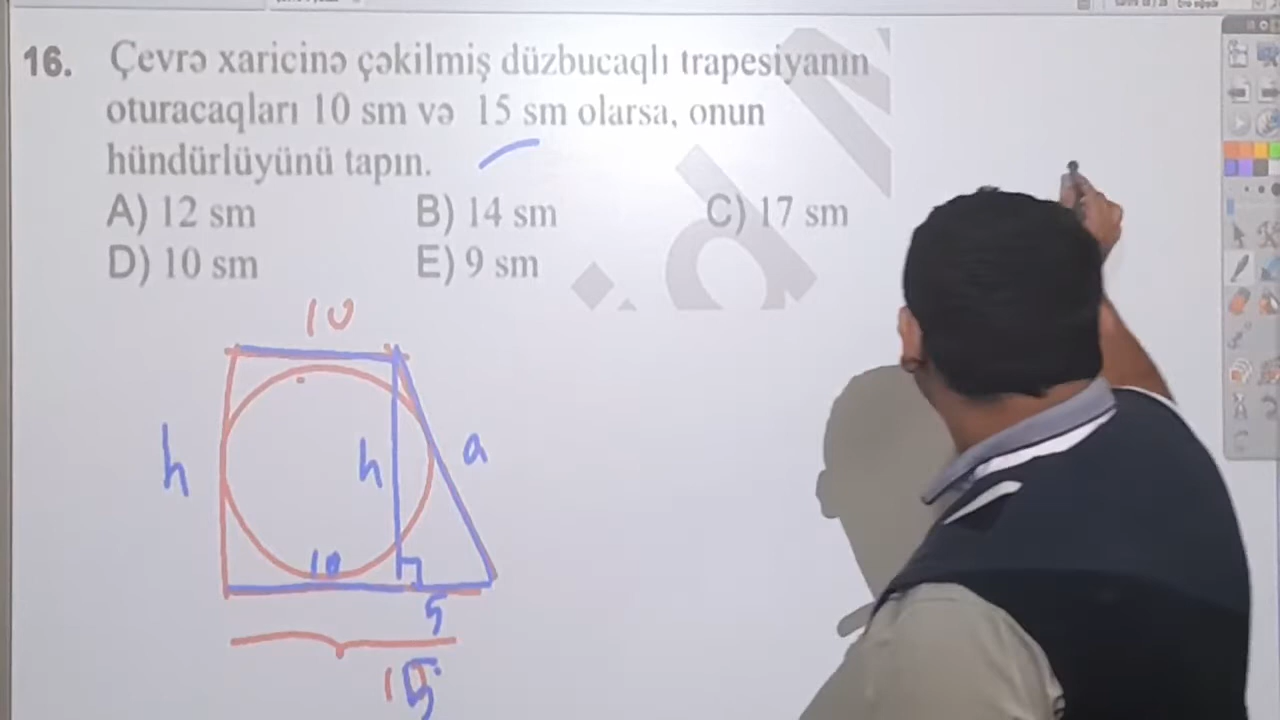 16. Çevrə xaricinə çəkilmiş düzbucaqlı trapesiyanın
oturacaqları 10 sm və 15 sm olarsa, onun
hündürlüyünü tapın.
A) 12 sm B) 14 sm C) 17 sm
D) 10 sm E) 9 sm
10
h h a
10
5
15